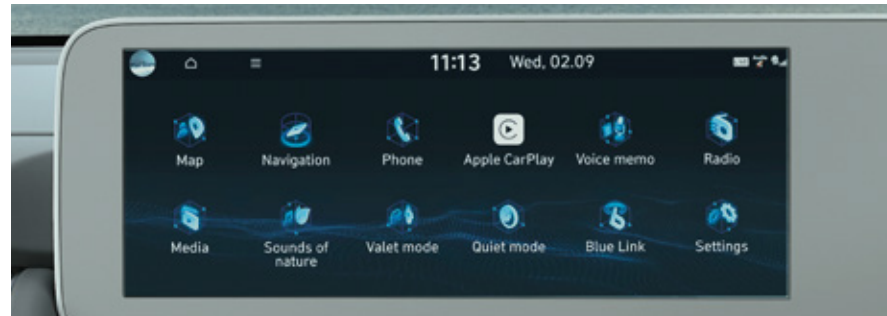 11:13 Wed, 02.09
Map Navigation Phone Apple CarPlay Voice memo Radio
Media Sounds of nature Valet mode Quiet mode Blue Link Settings